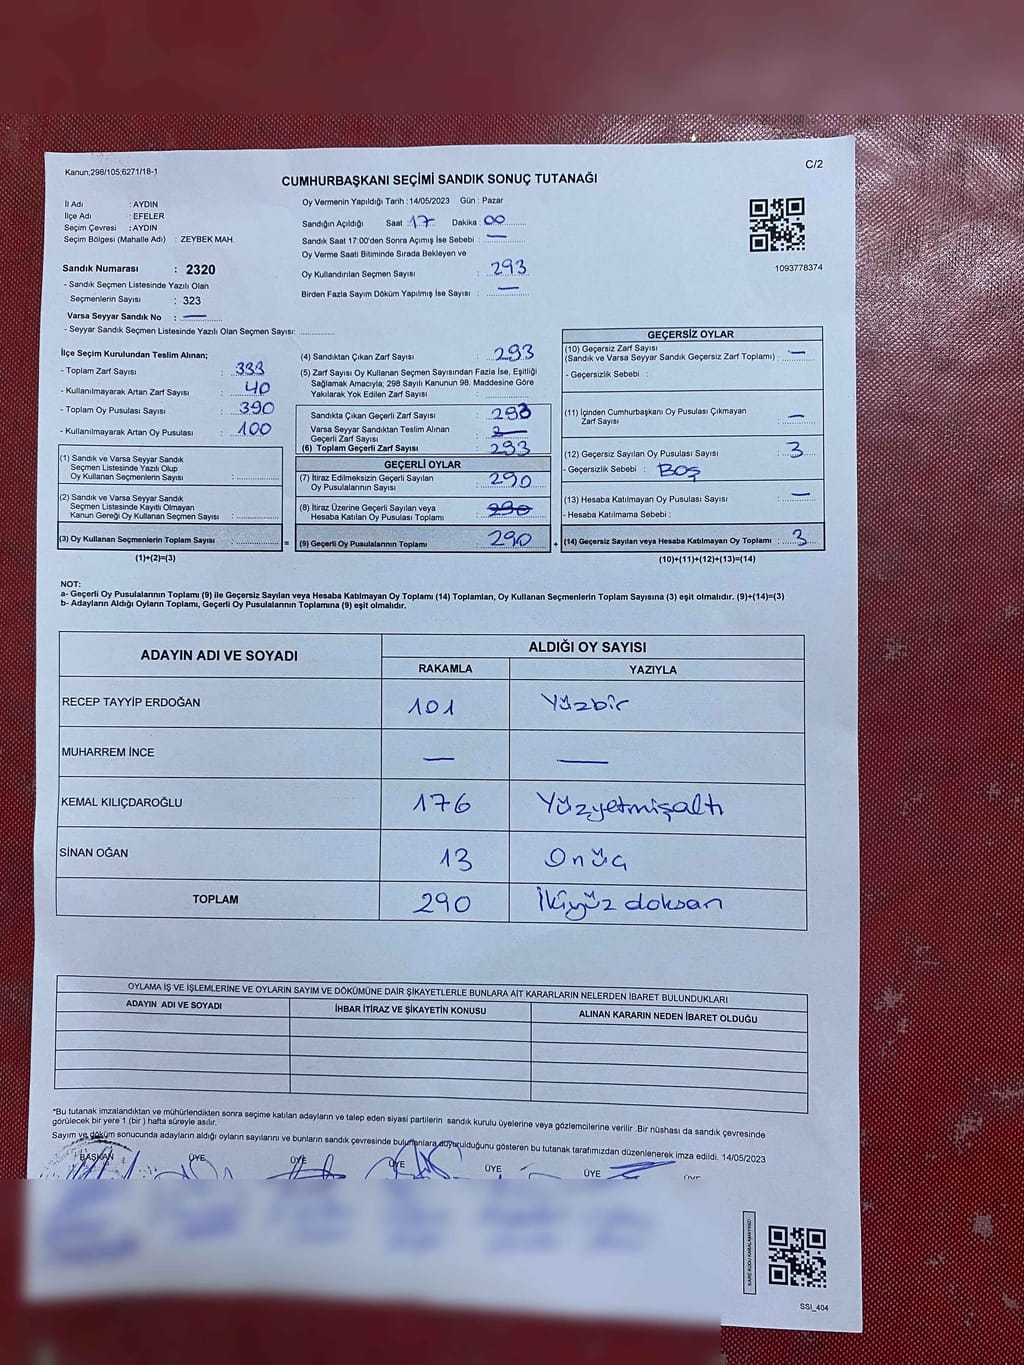 Kanun,298/105;6271/18-1
C/2
CUMHURBAŞKANI SEÇİMİ SANDIK SONUÇ TUTANAĞI
İl Adı : AYDIN
İlçe Adı : EFELER
Seçim Çevresi : AYDIN
Seçim Bölgesi (Mahalle Adı) : ZEYBEK MAH.
Sandık Numarası : 2320
- Sandık Seçmen Listesinde Yazılı Olan
Seçmenlerin Sayısı : 323
Varsa Seyyar Sandık No : —
- Seyyar Sandık Seçmen Listesinde Yazılı Olan Seçmen Sayısı:
Oy Vermenin Yapıldığı Tarih : 14/05/2023 Gün : Pazar
Sandığın Açıldığı Saat : 17 Dakika : 00
Sandık Saat 17:00'den Sonra Açımış İse Sebebi : —
Oy Verme Saati Bitiminde Sırada Bekleyen ve
Oy Kullandırılan Seçmen Sayısı : 293
Birden Fazla Sayım Döküm Yapılmış İse Sayısı : —
1093778374
İlçe Seçim Kurulundan Teslim Alınan;
- Toplam Zarf Sayısı : 333
- Kullanılmayarak Artan Zarf Sayısı : 40
- Toplam Oy Pusulası Sayısı : 390
- Kullanılmayarak Artan Oy Pusulası : 100
(1) Sandık ve Varsa Seyyar Sandık
Seçmen Listesinde Yazılı Olup
Oy Kullanan Seçmenlerin Sayısı :
(2) Sandık ve Varsa Seyyar Sandık
Seçmen Listesinde Kayıtlı Olmayan
Kanun Gereği Oy Kullanan Seçmen Sayısı :
(3) Oy Kullanan Seçmenlerin Toplam Sayısı :
(1)+(2)=(3)
(4) Sandıktan Çıkan Zarf Sayısı : 293
(5) Zarf Sayısı Oy Kullanan Seçmen Sayısından Fazla İse, Eşitliği
Sağlamak Amacıyla; 298 Sayılı Kanunun 98. Maddesine Göre
Yakılarak Yok Edilen Zarf Sayısı :
Sandıkta Çıkan Geçerli Zarf Sayısı : 293
Varsa Seyyar Sandıktan Teslim Alınan
Geçerli Zarf Sayısı :
(6) Toplam Geçerli Zarf Sayısı : 293
GEÇERLİ OYLAR
(7) İtiraz Edilmeksizin Geçerli Sayılan
Oy Pusulalarının Sayısı : 290
(8) İtiraz Üzerine Geçerli Sayılan veya
Hesaba Katılan Oy Pusulası Toplamı : 290
(9) Geçerli Oy Pusulalarının Toplamı : 290
GEÇERSİZ OYLAR
(10) Geçersiz Zarf Sayısı
(Sandık ve Varsa Seyyar Sandık Geçersiz Zarf Toplamı) : —
- Geçersizlik Sebebi :
(11) İçinden Cumhurbaşkanı Oy Pusulası Çıkmayan
Zarf Sayısı : —
(12) Geçersiz Sayılan Oy Pusulası Sayısı : 3
- Geçersizlik Sebebi : Boş
(13) Hesaba Katılmayan Oy Pusulası Sayısı : —
- Hesaba Katılmama Sebebi :
(14) Geçersiz Sayılan veya Hesaba Katılmayan Oy Toplamı : 3
(10)+(11)+(12)+(13)=(14)
NOT:
a- Geçerli Oy Pusulalarının Toplamı (9) ile Geçersiz Sayılan veya Hesaba Katılmayan Oy Toplamı (14) Toplamları, Oy Kullanan Seçmenlerin Toplam Sayısına (3) eşit olmalıdır. (9)+(14)=(3)
b- Adayların Aldığı Oyların Toplamı, Geçerli Oy Pusulalarının Toplamına (9) eşit olmalıdır.
ADAYIN ADI VE SOYADI
ALDIĞI OY SAYISI
RAKAMLA YAZIYLA
RECEP TAYYİP ERDOĞAN 101 Yüzbir
MUHARREM İNCE — —
KEMAL KILIÇDAROĞLU 176 Yüzyetmişaltı
SİNAN OĞAN 13 Onüç
TOPLAM 290 İkiyüz doksan
OYLAMA İŞ VE İŞLEMLERİNE VE OYLARIN SAYIM VE DÖKÜMÜNE DAİR ŞİKAYETLERLE BUNLARA AİT KARARLARIN NELERDEN İBARET BULUNDUKLARI
ADAYIN ADI VE SOYADI İHBAR İTİRAZ VE ŞİKAYETİN KONUSU ALINAN KARARIN NEDEN İBARET OLDUĞU
*Bu tutanak imzalandıktan ve mühürlendikten sonra seçime katılan adayların ve talep eden siyasi partilerin sandık kurulu üyelerine veya gözlemcilerine verilir .Bir nüshası da sandık çevresinde
görülecek bir yere 1 (bir ) hafta süreyle asılır.
Sayım ve döküm sonucunda adayların aldığı oyların sayılarını ve bunların sandık çevresinde bulunanlara duyurulduğunu gösteren bu tutanak tarafımızdan düzenlenerek imza edildi. 14/05/2023
BAŞKAN ÜYE ÜYE ÜYE ÜYE ÜYE ÜYE
SSI_404